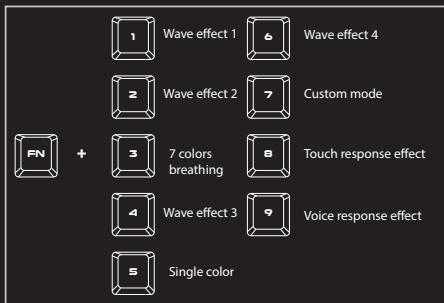 1 Wave effect 1
6 Wave effect 4
2 Wave effect 2
7 Custom mode
FN + 3 7 colors
breathing
8 Touch response effect
4 Wave effect 3
9 Voice response effect
5 Single color